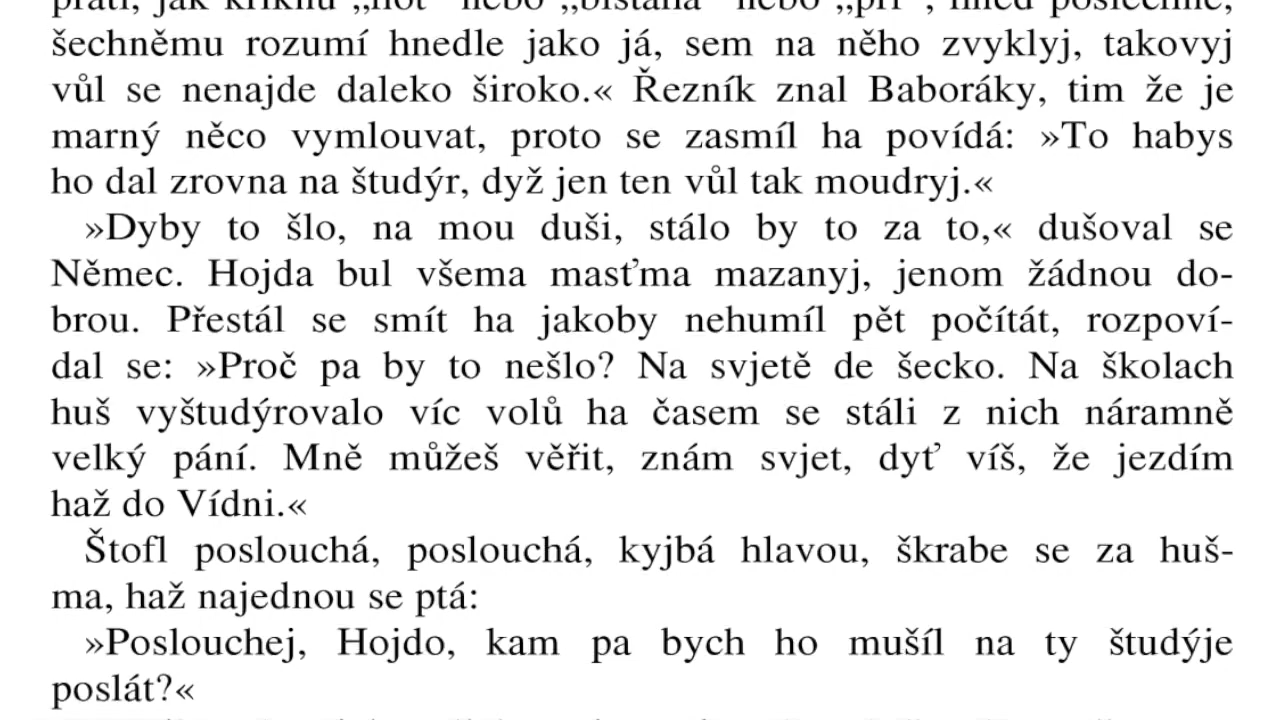 šechněmu rozumí hnedle jako já, sem na něho zvyklyj, takovyj
vůl se nenajde daleko široko.« Řezník znal Baboráky, tim že je
marný něco vymlouvat, proto se zasmíl ha povídá: »To habys
ho dal zrovna na študýr, dyž jen ten vůl tak moudryj.«
»Dyby to šlo, na mou duši, stálo by to za to,« dušoval se
Němec. Hojda bul všema masťma mazanyj, jenom žádnou do-
brou. Přestál se smít ha jakoby nehumíl pět počítát, rozpoví-
dal se: »Proč pa by to nešlo? Na svjetě de šecko. Na školach
huš vyštudýrovalo víc volů ha časem se stáli z nich náramně
velký pání. Mně můžeš věřit, znám svjet, dyť víš, že jezdím
haž do Vídni.«
Štofl poslouchá, poslouchá, kyjbá hlavou, škrabe se za huš-
ma, haž najednou se ptá:
»Poslouchej, Hojdo, kam pa bych ho mušíl na ty študýje
poslát?«